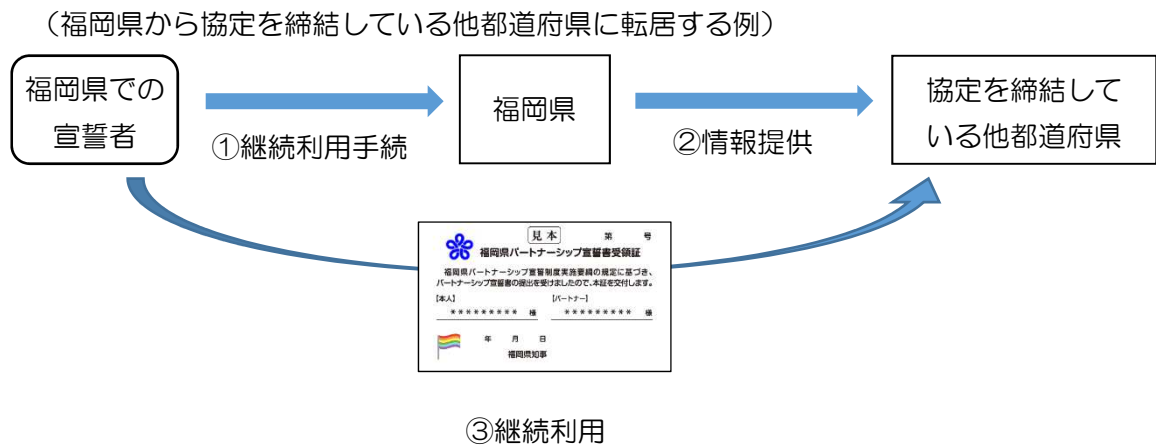 （福岡県から協定を締結している他都道府県に転居する例）
福岡県での
宣誓者
①継続利用手続
福岡県
②情報提供
協定を締結して
いる他都道府県
見本
第　号
福岡県パートナーシップ宣誓書受領証
福岡県パートナーシップ宣誓制度実施要綱の規定に基づき、
パートナーシップ宣誓書の提出を受けましたので、本証を交付します。
【本人】　【パートナー】
＊＊＊＊＊＊＊＊＊　様　＊＊＊＊＊＊＊＊＊　様
年　月　日
福岡県知事
③継続利用